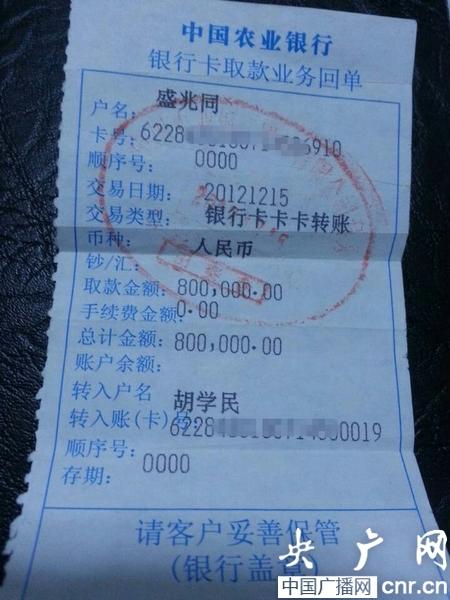 中国农业银行
银行卡取款业务回单
户名: 盛兆同
卡号: 6228 6910
顺序号: 0000
交易日期: 20121215
交易类型: 银行卡卡卡转账
币种: 人民币
钞/汇:
取款金额: 800,000.00
手续费金额: 0.00
总计金额: 800,000.00
账户余额:
转入户名 胡学民
转入账(卡)号: 6228 0019
顺序号:
存期: 0000
请客户妥善保管
(银行盖章)
央广网
中国广播网 cnr.cn